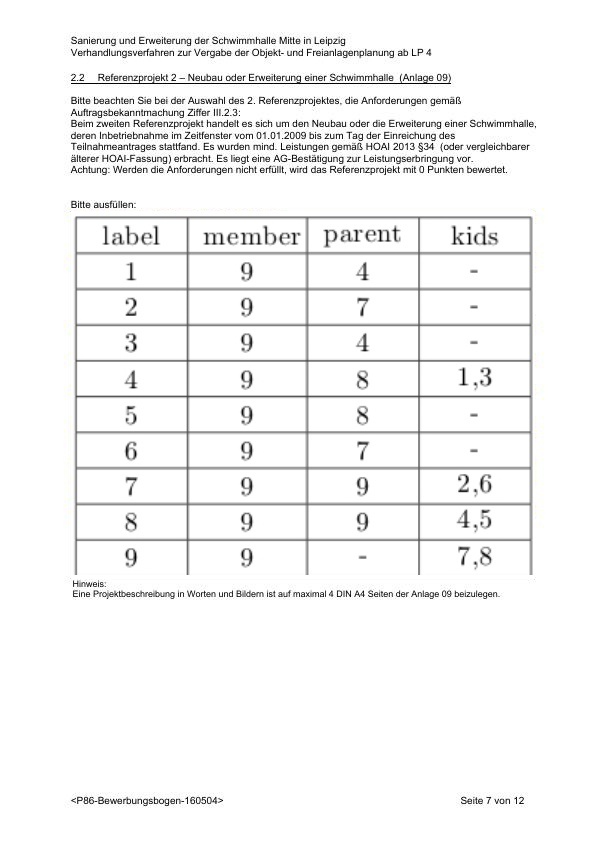 Sanierung und Erweiterung der Schwimmhalle Mitte in Leipzig
Verhandlungsverfahren zur Vergabe der Objekt- und Freianlagenplanung ab LP 4
2.2 Referenzprojekt 2 – Neubau oder Erweiterung einer Schwimmhalle (Anlage 09)
Bitte beachten Sie bei der Auswahl des 2. Referenzprojektes, die Anforderungen gemäß
Auftragsbekanntmachung Ziffer III.2.3:
Beim zweiten Referenzprojekt handelt es sich um den Neubau oder die Erweiterung einer Schwimmhalle,
deren Inbetriebnahme im Zeitfenster vom 01.01.2009 bis zum Tag der Einreichung des
Teilnahmeantrages stattfand. Es wurden mind. Leistungen gemäß HOAI 2013 §34 (oder vergleichbarer
älterer HOAI-Fassung) erbracht. Es liegt eine AG-Bestätigung zur Leistungserbringung vor.
Achtung: Werden die Anforderungen nicht erfüllt, wird das Referenzprojekt mit 0 Punkten bewertet.
Bitte ausfüllen:
label member parent kids
1 9 4 -
2 9 7 -
3 9 4 -
4 9 8 1,3
5 9 8 -
6 9 7 -
7 9 9 2,6
8 9 9 4,5
9 9 - 7,8
Hinweis:
Eine Projektbeschreibung in Worten und Bildern ist auf maximal 4 DIN A4 Seiten der Anlage 09 beizulegen.
<P86-Bewerbungsbogen-160504> Seite 7 von 12